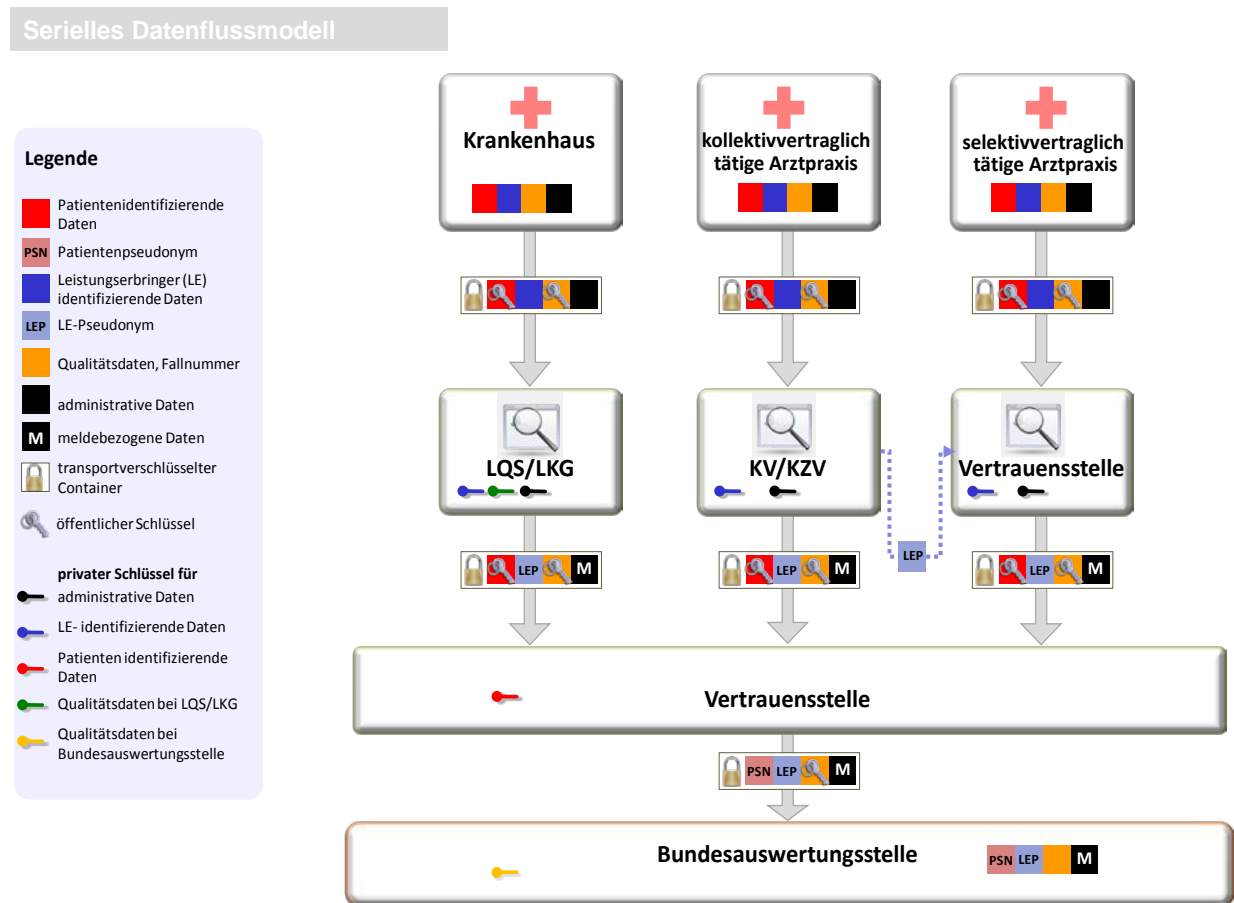 Serielles Datenflussmodell
Legende
Patientenidentifizierende
Daten
PSN Patientenpseudonym
Leistungserbringer (LE)
identifizierende Daten
LEP LE-Pseudonym
Qualitätsdaten, Fallnummer
administrative Daten
M meldebezogene Daten
transportverschlüsselter
Container
öffentlicher Schlüssel
privater Schlüssel für
administrative Daten
LE- identifizierende Daten
Patienten identifizierende
Daten
Qualitätsdaten bei LQS/LKG
Qualitätsdaten bei
Bundesauswertungsstelle
Krankenhaus
kollektivvertraglich
tätige Arztpraxis
selektivvertraglich
tätige Arztpraxis
LQS/LKG
KV/KZV
Vertrauensstelle
LEP
LEP M
LEP M
LEP M
Vertrauensstelle
PSN LEP M
Bundesauswertungsstelle
PSN LEP M